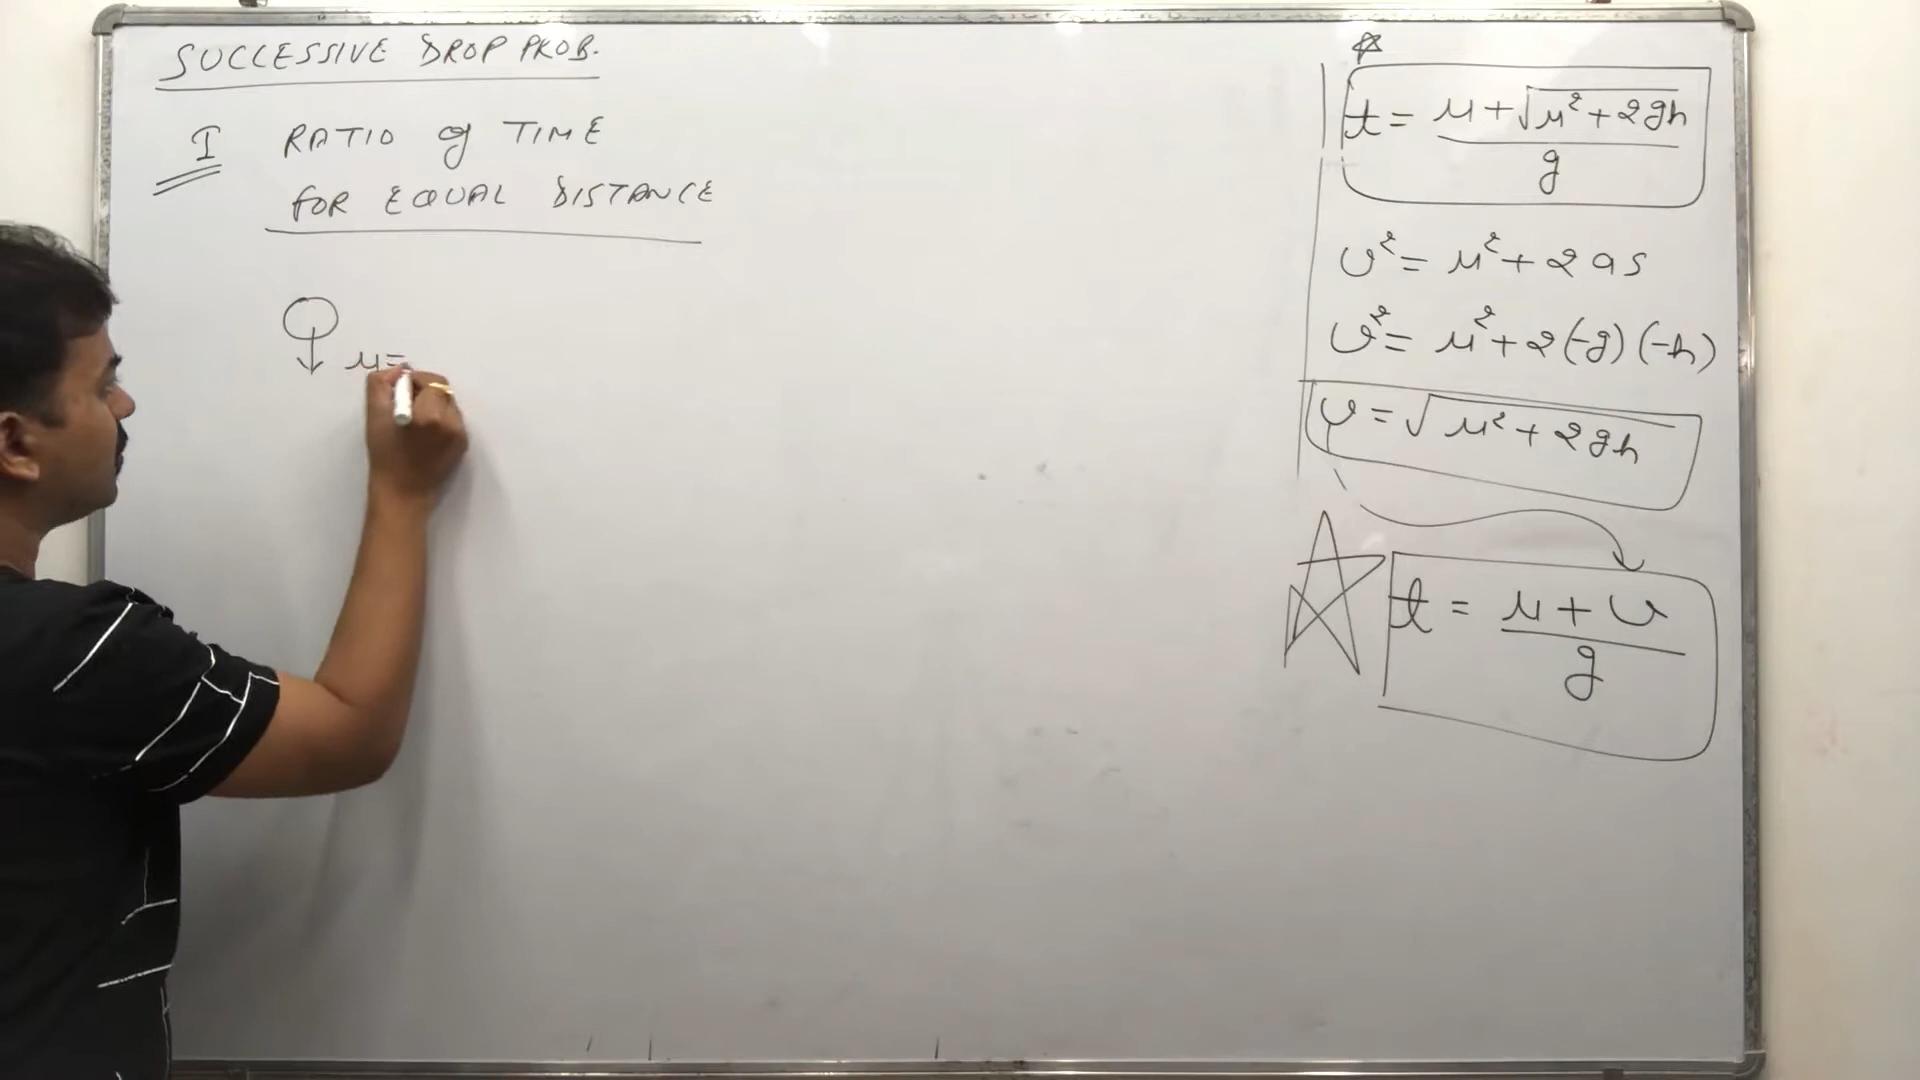 SUCCESSIVE DROP PROB.
I RATIO of TIME
FOR EQUAL DISTANCE
u=
t = u + √u² + 2gh / g
v² = u² + 2as
v² = u² + 2(-g)(-h)
v = √u² + 2gh
t = u + v / g